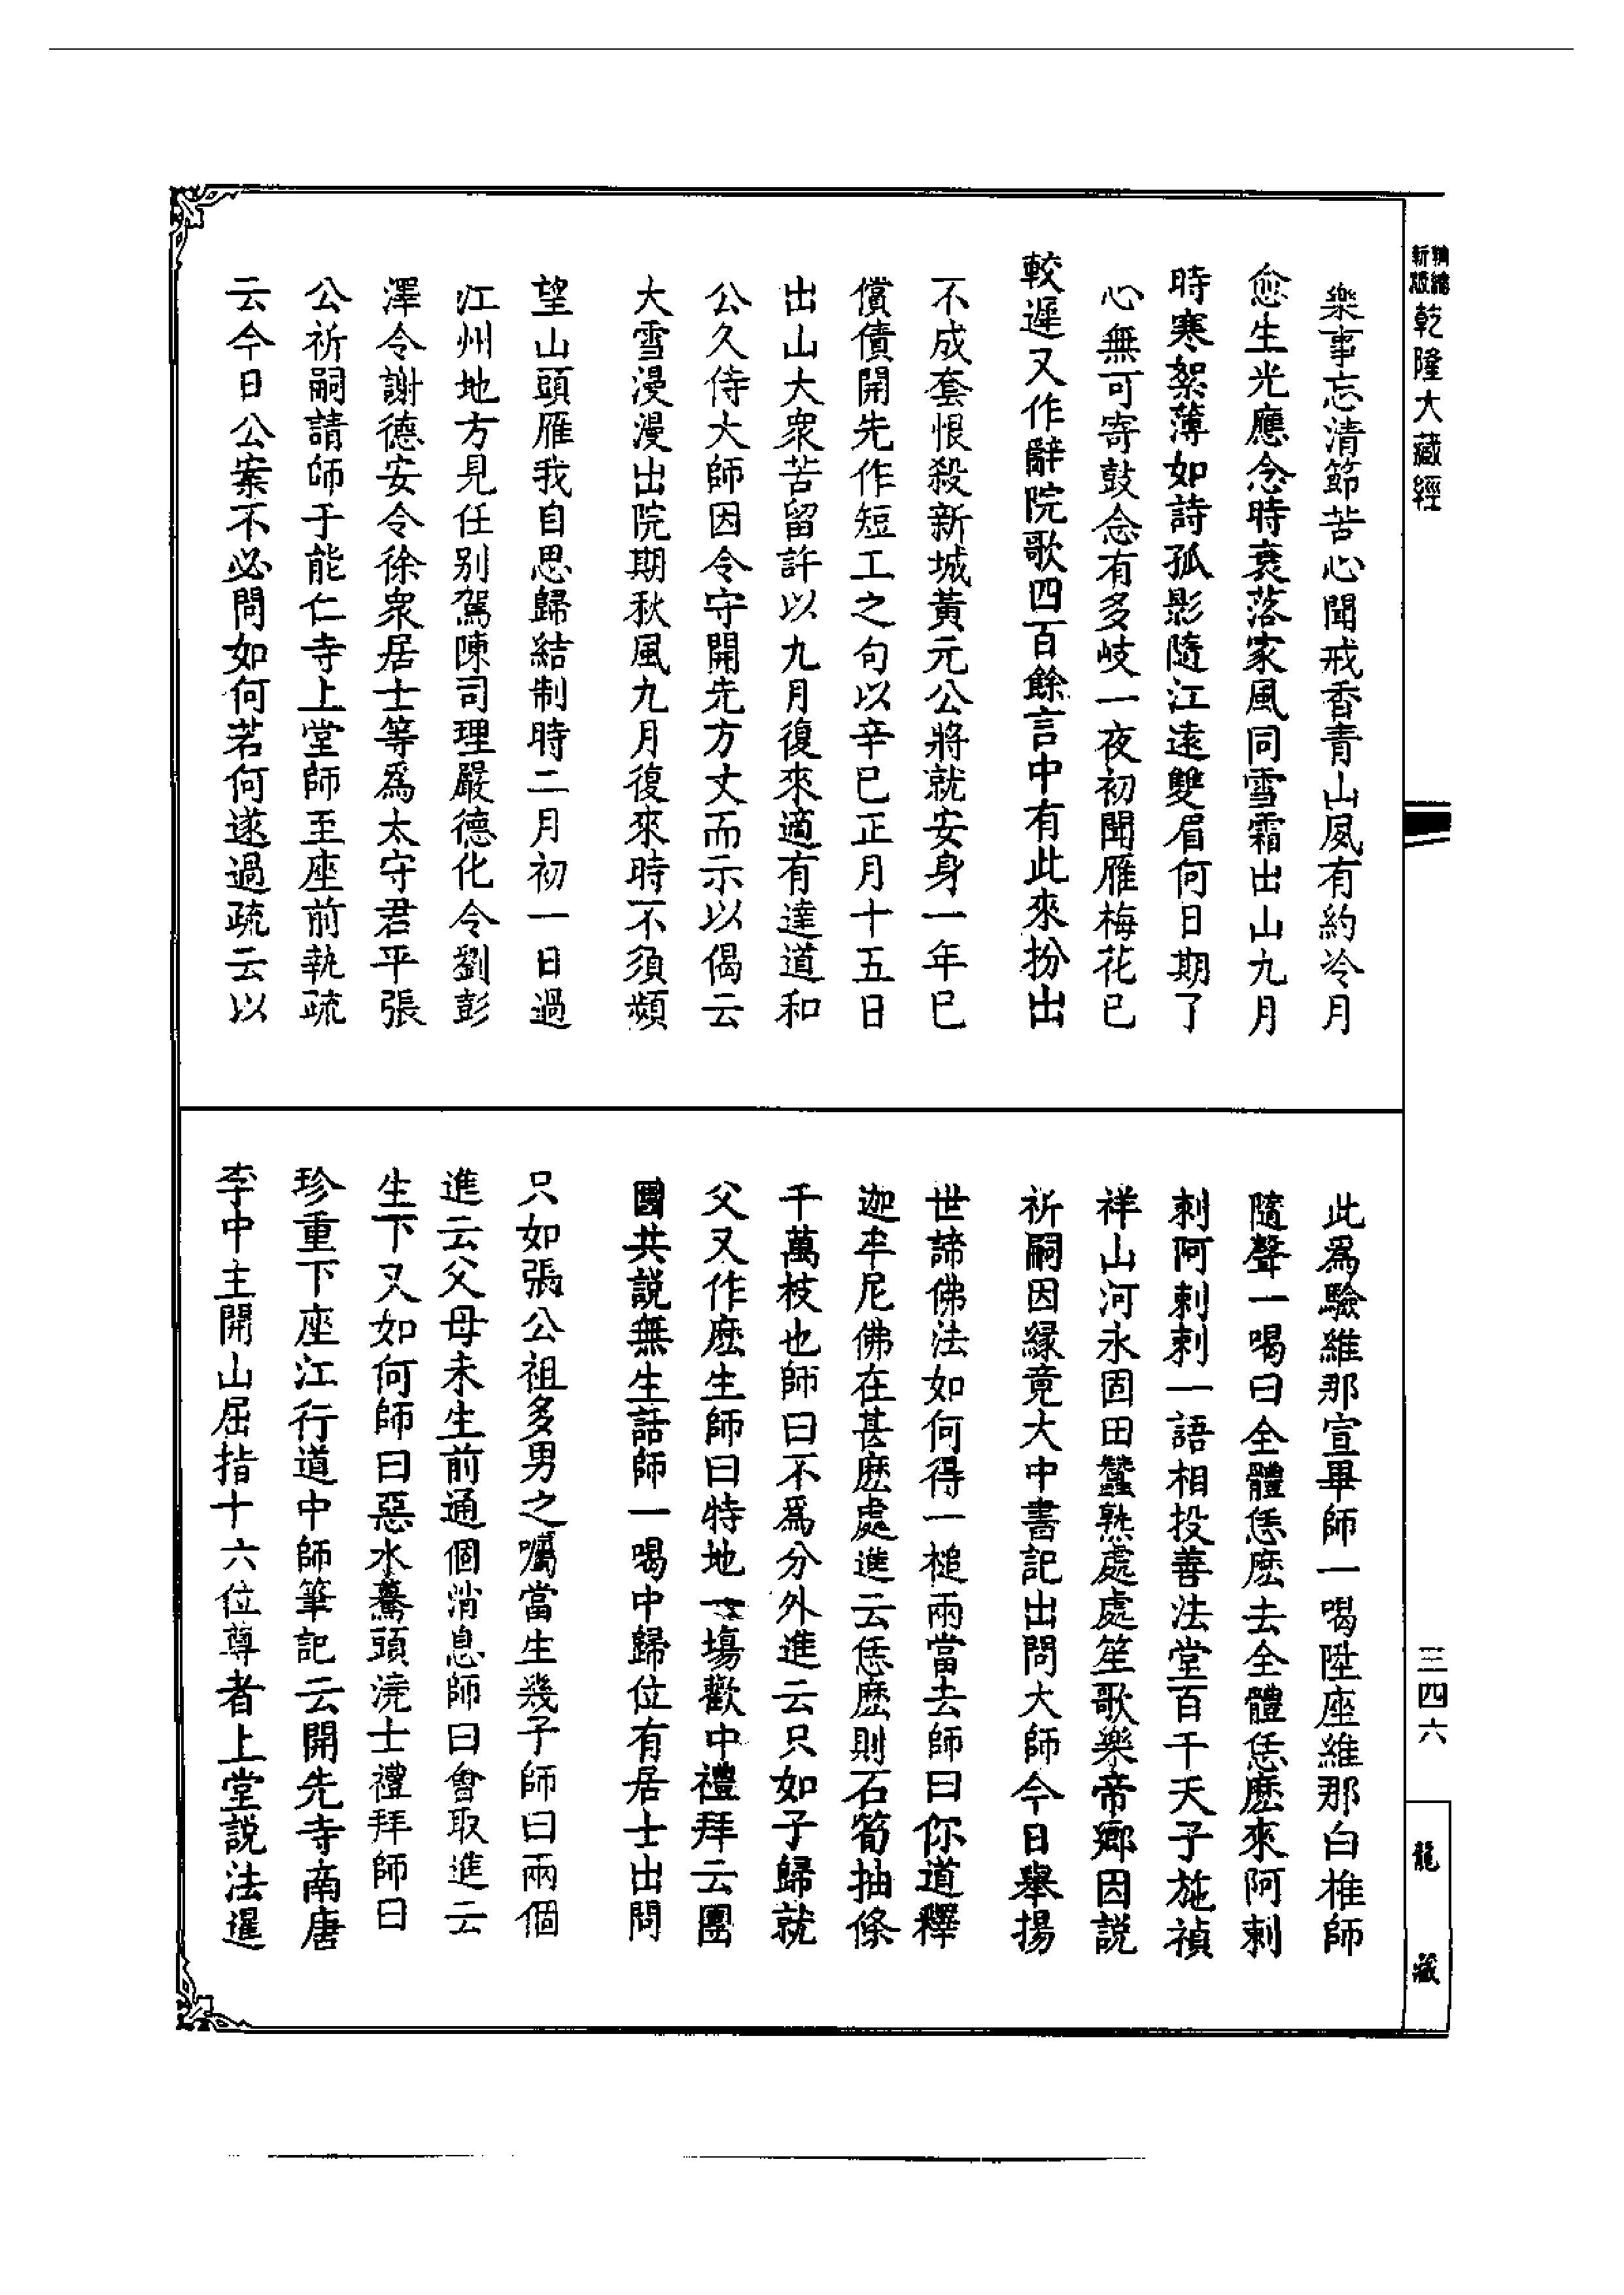 精縮
新版
乾隆大藏經
樂事忘清節苦心聞戒香青山夙有約冷月
愈生光應念時衰落家風同雪霜出山九月
時寒絮薄如詩孤影隨江遠雙眉何日期了
心無可寄鼓念有多岐一夜初聞雁梅花已
較遲又作辭院歌四百餘言中有此來扮出
不成套恨殺新城黃元公將就安身一年已
償債開先作短工之句以辛巳正月十五日
出山大衆苦留許以九月復來適有達道和
公久侍大師因令守開先方丈而示以偈云
大雪漫漫出院期秋風九月復來時不須頻
望山頭雁我自思歸結制時二月初一日過
江州地方見任別駕陳司理嚴德化令劉彭
澤令謝德安令徐衆居士等爲太守君平張
公祈嗣請師于能仁寺上堂師至座前執疏
云今日公案不必問如何若何遂過疏云以
此爲驗維那宣畢師一喝陞座維那白椎師
隨聲一喝曰全體恁麽去全體恁麽來阿剌
剌阿剌剌一語相投善法堂百千天子施禎
祥山河永固田蠶熟處處笙歌樂帝鄉因説
祈嗣因緣竟大中書記出問大師今日舉揚
世諦佛法如何得一槌兩當去師曰你道釋
迦牟尼佛在甚麽處進云恁麽則石筍抽條
千萬枝也師曰不爲分外進云只如子歸就
父又作麽生師曰特地一場歡中禮拜云團
圞共説無生話師一喝中歸位有居士出問
只如張公祖多男之囑當生幾子師曰兩個
進云父母未生前通個消息師曰會取進云
生下又如何師曰惡水驀頭澆士禮拜師曰
珍重下座江行道中師筆記云開先寺南唐
李中主開山屈指十六位尊者上堂説法暹
三四六
龍藏